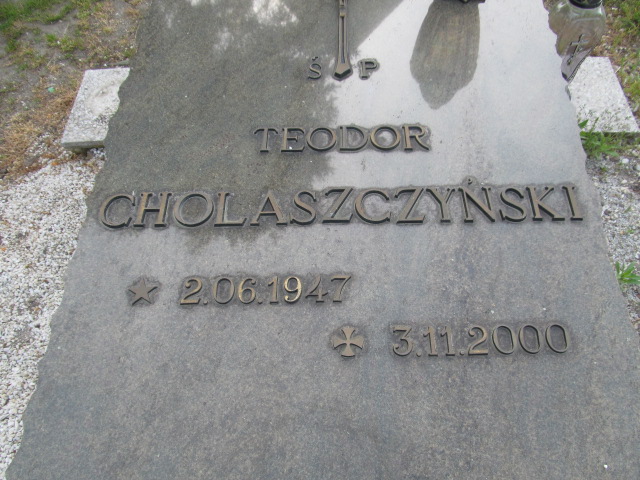 Ś P
TEODOR
CHOLASZCZYŃSKI
2.06.1947
3.11.2000